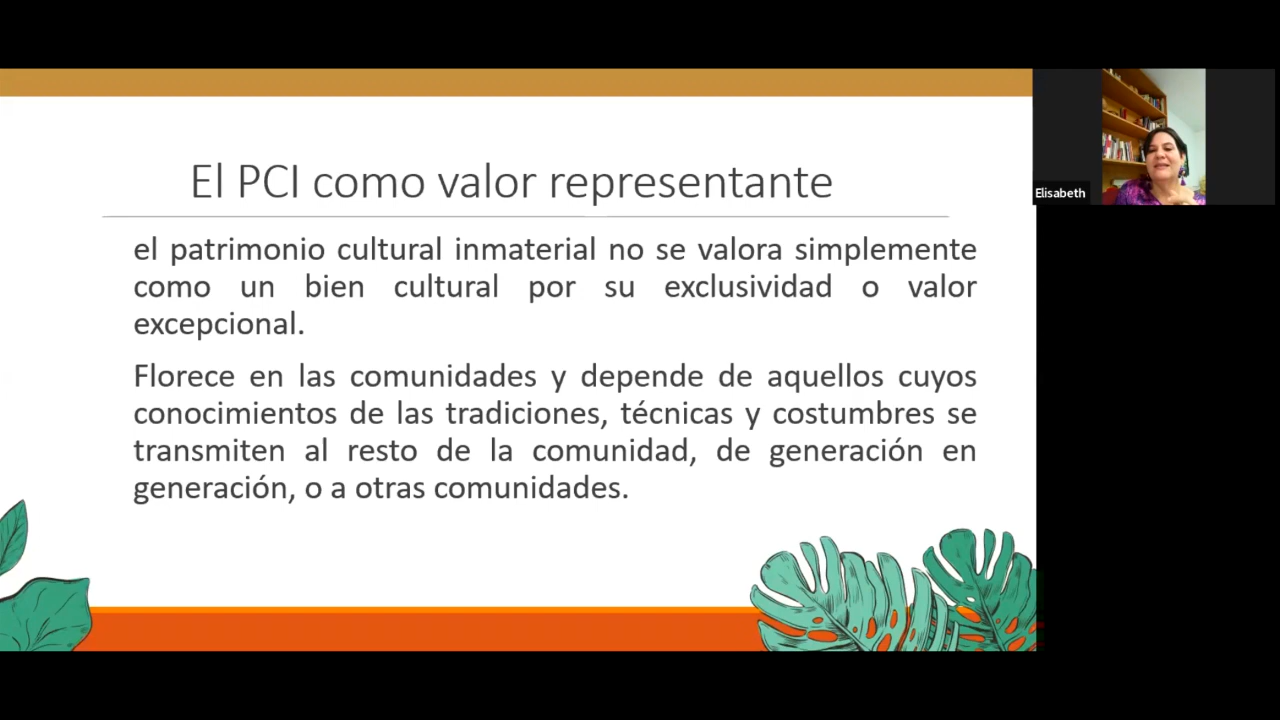 El PCI como valor representante
el patrimonio cultural inmaterial no se valora simplemente
como un bien cultural por su exclusividad o valor
excepcional.
Florece en las comunidades y depende de aquellos cuyos
conocimientos de las tradiciones, técnicas y costumbres se
transmiten al resto de la comunidad, de generación en
generación, o a otras comunidades.
Elisabeth